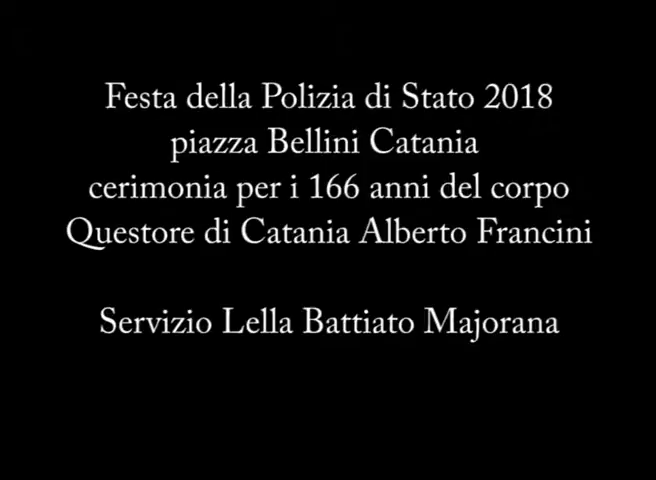 Festa della Polizia di Stato 2018
piazza Bellini Catania
cerimonia per i 166 anni del corpo
Questore di Catania Alberto Francini
Servizio Lella Battiato Majorana